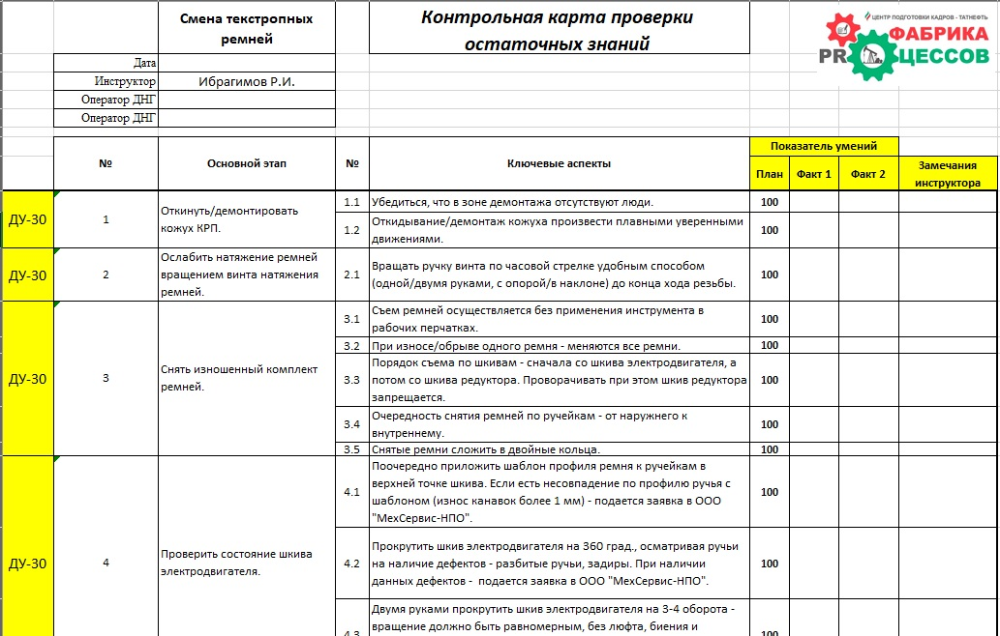 Смена текстропных
ремней
Контрольная карта проверки
остаточных знаний
ЦЕНТР ПОДГОТОВКИ КАДРОВ - ТАТНЕФТЬ
ФАБРИКА
PRОЦЕССОВ
Дата
Инструктор Ибрагимов Р.И.
Оператор ДНГ
Оператор ДНГ
№ Основной этап № Ключевые аспекты
Показатель умений
План Факт 1 Факт 2
Замечания
инструктора
ДУ-30
1
Откинуть/демонтировать
кожух КРП.
1.1 Убедиться, что в зоне демонтажа отсутствуют люди. 100
1.2 Откидывание/демонтаж кожуха произвести плавными уверенными
движениями.
100
ДУ-30
2
Ослабить натяжение ремней
вращением винта натяжения
ремней.
2.1 Вращать ручку винта по часовой стрелке удобным способом
(одной/двумя руками, с опорой/в наклоне) до конца хода резьбы.
100
ДУ-30
3
Снять изношенный комплект
ремней.
3.1 Съем ремней осуществляется без применения инструмента в
рабочих перчатках.
100
3.2 При износе/обрыве одного ремня - меняются все ремни. 100
3.3 Порядок съема по шкивам - сначала со шкива электродвигателя, а
потом со шкива редуктора. Проворачивать при этом шкив редуктора
запрещается.
100
3.4 Очередность снятия ремней по ручейкам - от наружнего к
внутреннему.
100
3.5 Снятые ремни сложить в двойные кольца. 100
ДУ-30
4
Проверить состояние шкива
электродвигателя.
4.1 Поочередно приложить шаблон профиля ремня к ручейкам в
верхней точке шкива. Если есть несовпадение по профилю ручья с
шаблоном (износ канавок более 1 мм) - подается заявка в ООО
"МехСервис-НПО".
100
4.2 Прокрутить шкив электродвигателя на 360 град., осматривая ручьи
на наличие дефектов - разбитые ручьи, задиры. При наличии
данных дефектов - подается заявка в ООО "МехСервис-НПО".
100
4.3 Двумя руками прокрутить шкив электродвигателя на 3-4 оборота -
вращение должно быть равномерным, без люфта, биения и
100